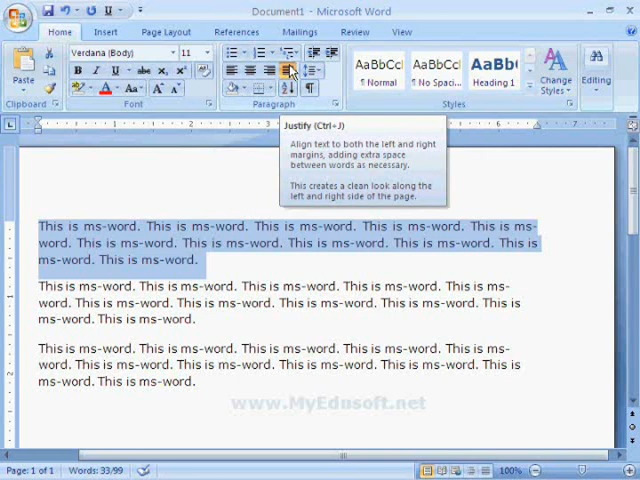 Document1 - Microsoft Word
Home Insert Page Layout References Mailings Review View
Verdana (Body) 11
Paste
B I U abc x₂ x²
A Aa A A
Clipboard Font Paragraph Styles
AaBbCcI AaBbCcI AaBbC
¶ Normal ¶ No Spaci... Heading 1
Change Styles
Editing
Justify (Ctrl+J)
Align text to both the left and right
margins, adding extra space
between words as necessary.
This creates a clean look along the
left and right side of the page.
This is ms-word. This is ms-word. This is ms-word. This is ms-word. This is ms-
word. This is ms-word. This is ms-word. This is ms-word. This is ms-word. This is
ms-word. This is ms-word.
This is ms-word. This is ms-word. This is ms-word. This is ms-word. This is ms-
word. This is ms-word. This is ms-word. This is ms-word. This is ms-word. This is
ms-word. This is ms-word.
This is ms-word. This is ms-word. This is ms-word. This is ms-word. This is ms-
word. This is ms-word. This is ms-word. This is ms-word. This is ms-word. This is
ms-word. This is ms-word.
www.MyEdusoft.net
Page: 1 of 1 Words: 33/99 100%